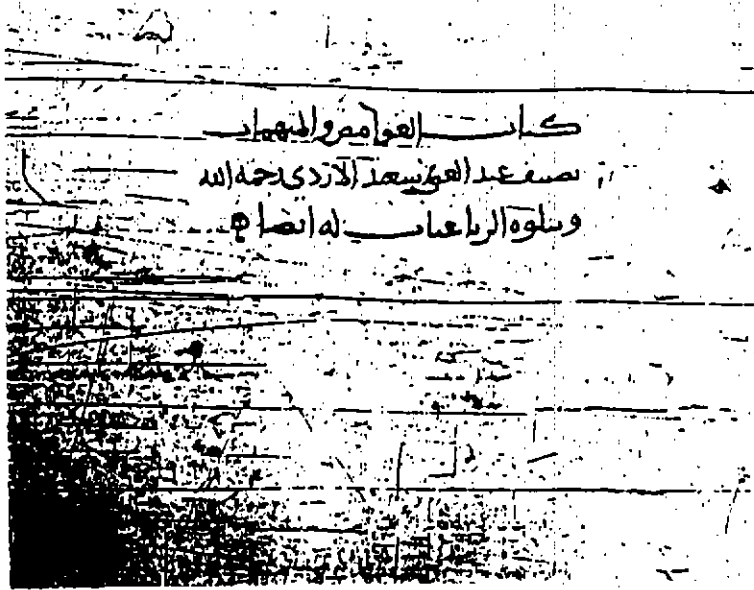 كتاب الغوامض والمبهمات
تصنيف عبد الغني بن سعيد الازدي رحمه الله
ويتلوه الرباعيات له ايضا